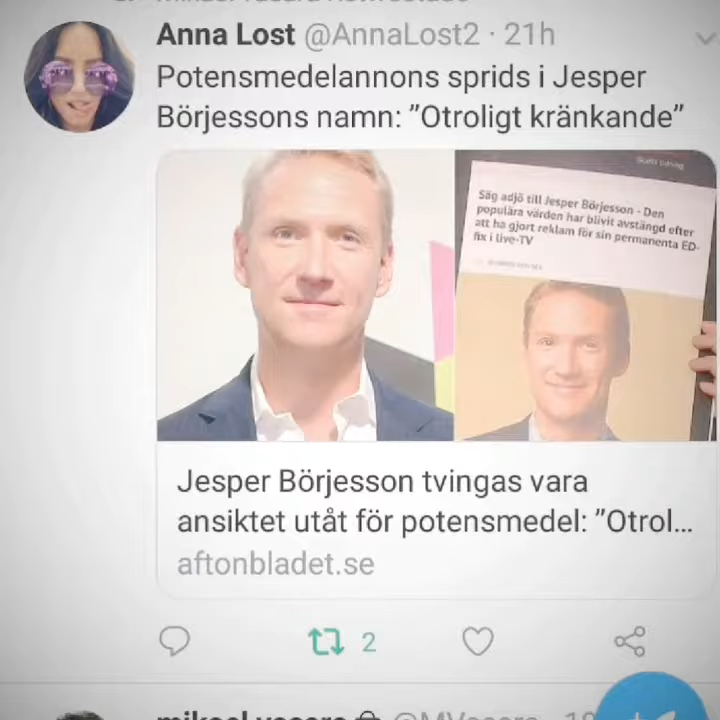 Anna Lost @AnnaLost2 · 21h
Potensmedelannons sprids i Jesper
Börjessons namn: ”Otroligt kränkande”
Säg adjö till Jesper Börjesson - Den
populära värden har blivit avstängd efter
att ha gjort reklam för sin permanenta ED-
fix i live-TV
Jesper Börjesson tvingas vara
ansiktet utåt för potensmedel: ”Otrol...
aftonbladet.se
2